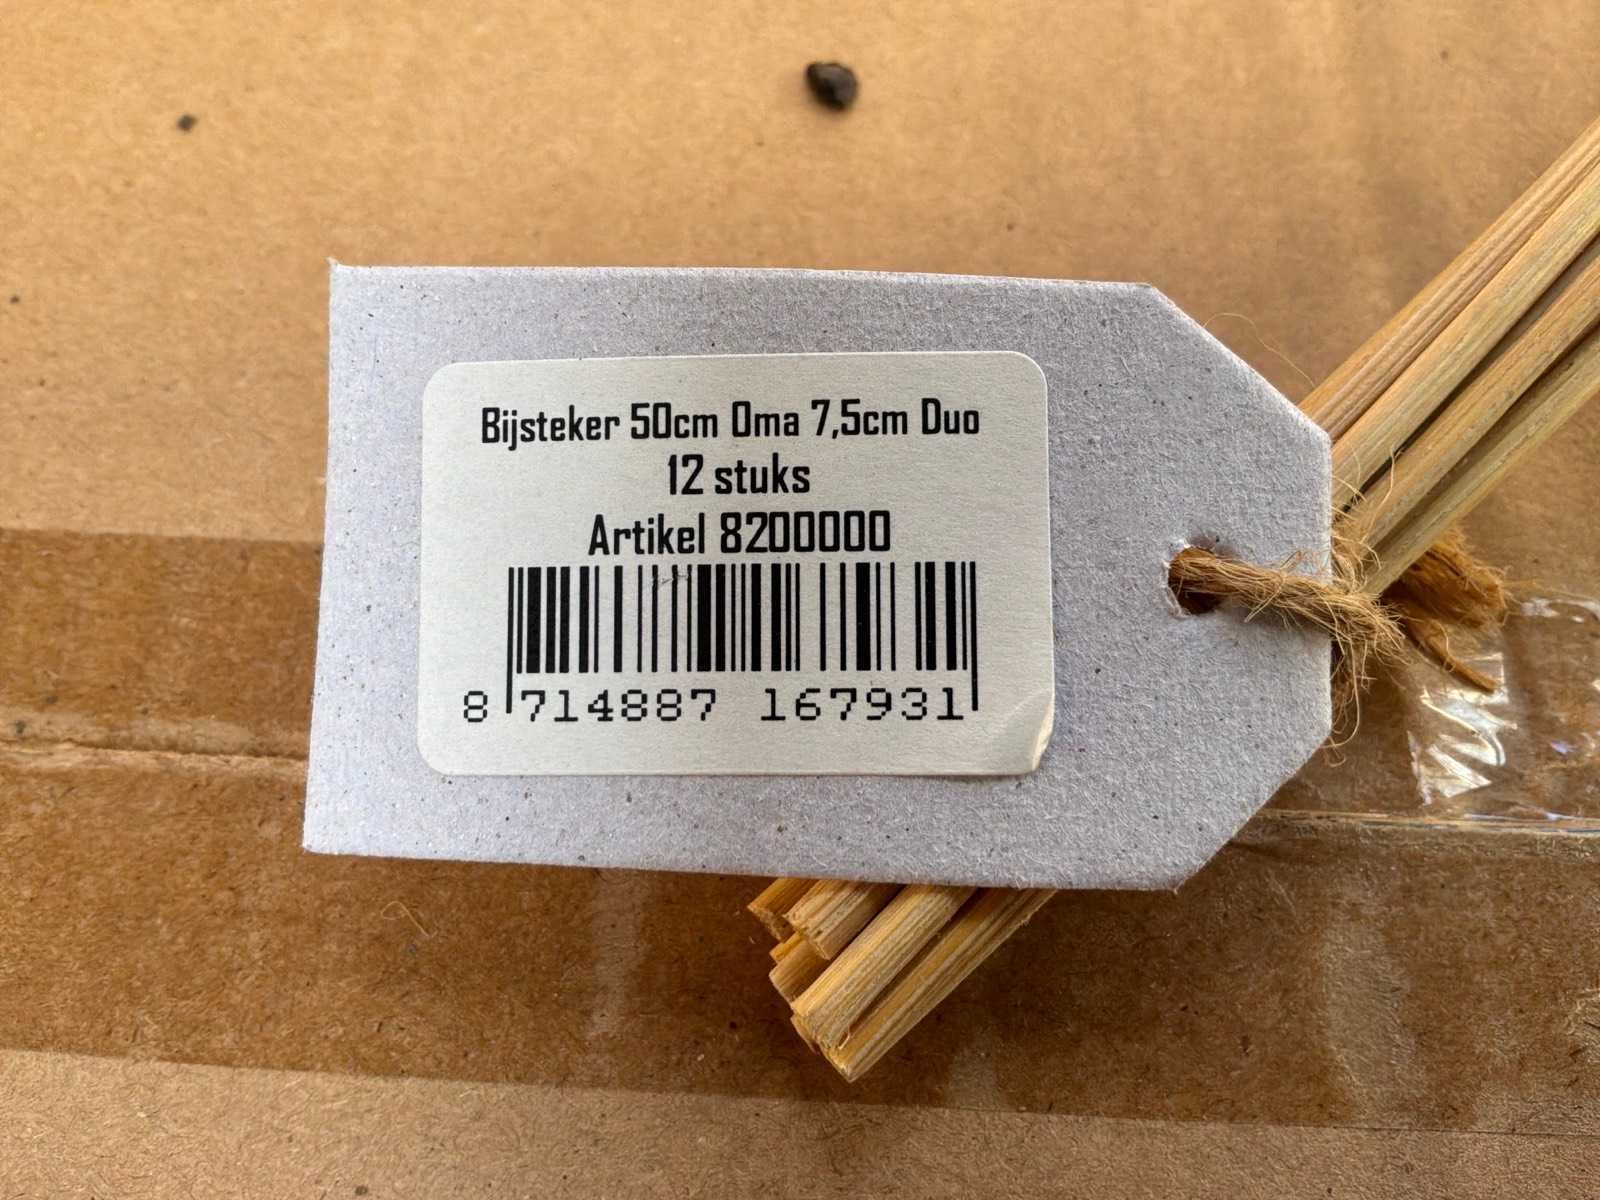 Bijsteker 50cm Oma 7,5cm Duo
12 stuks
Artikel 8200000
8 714887 167931